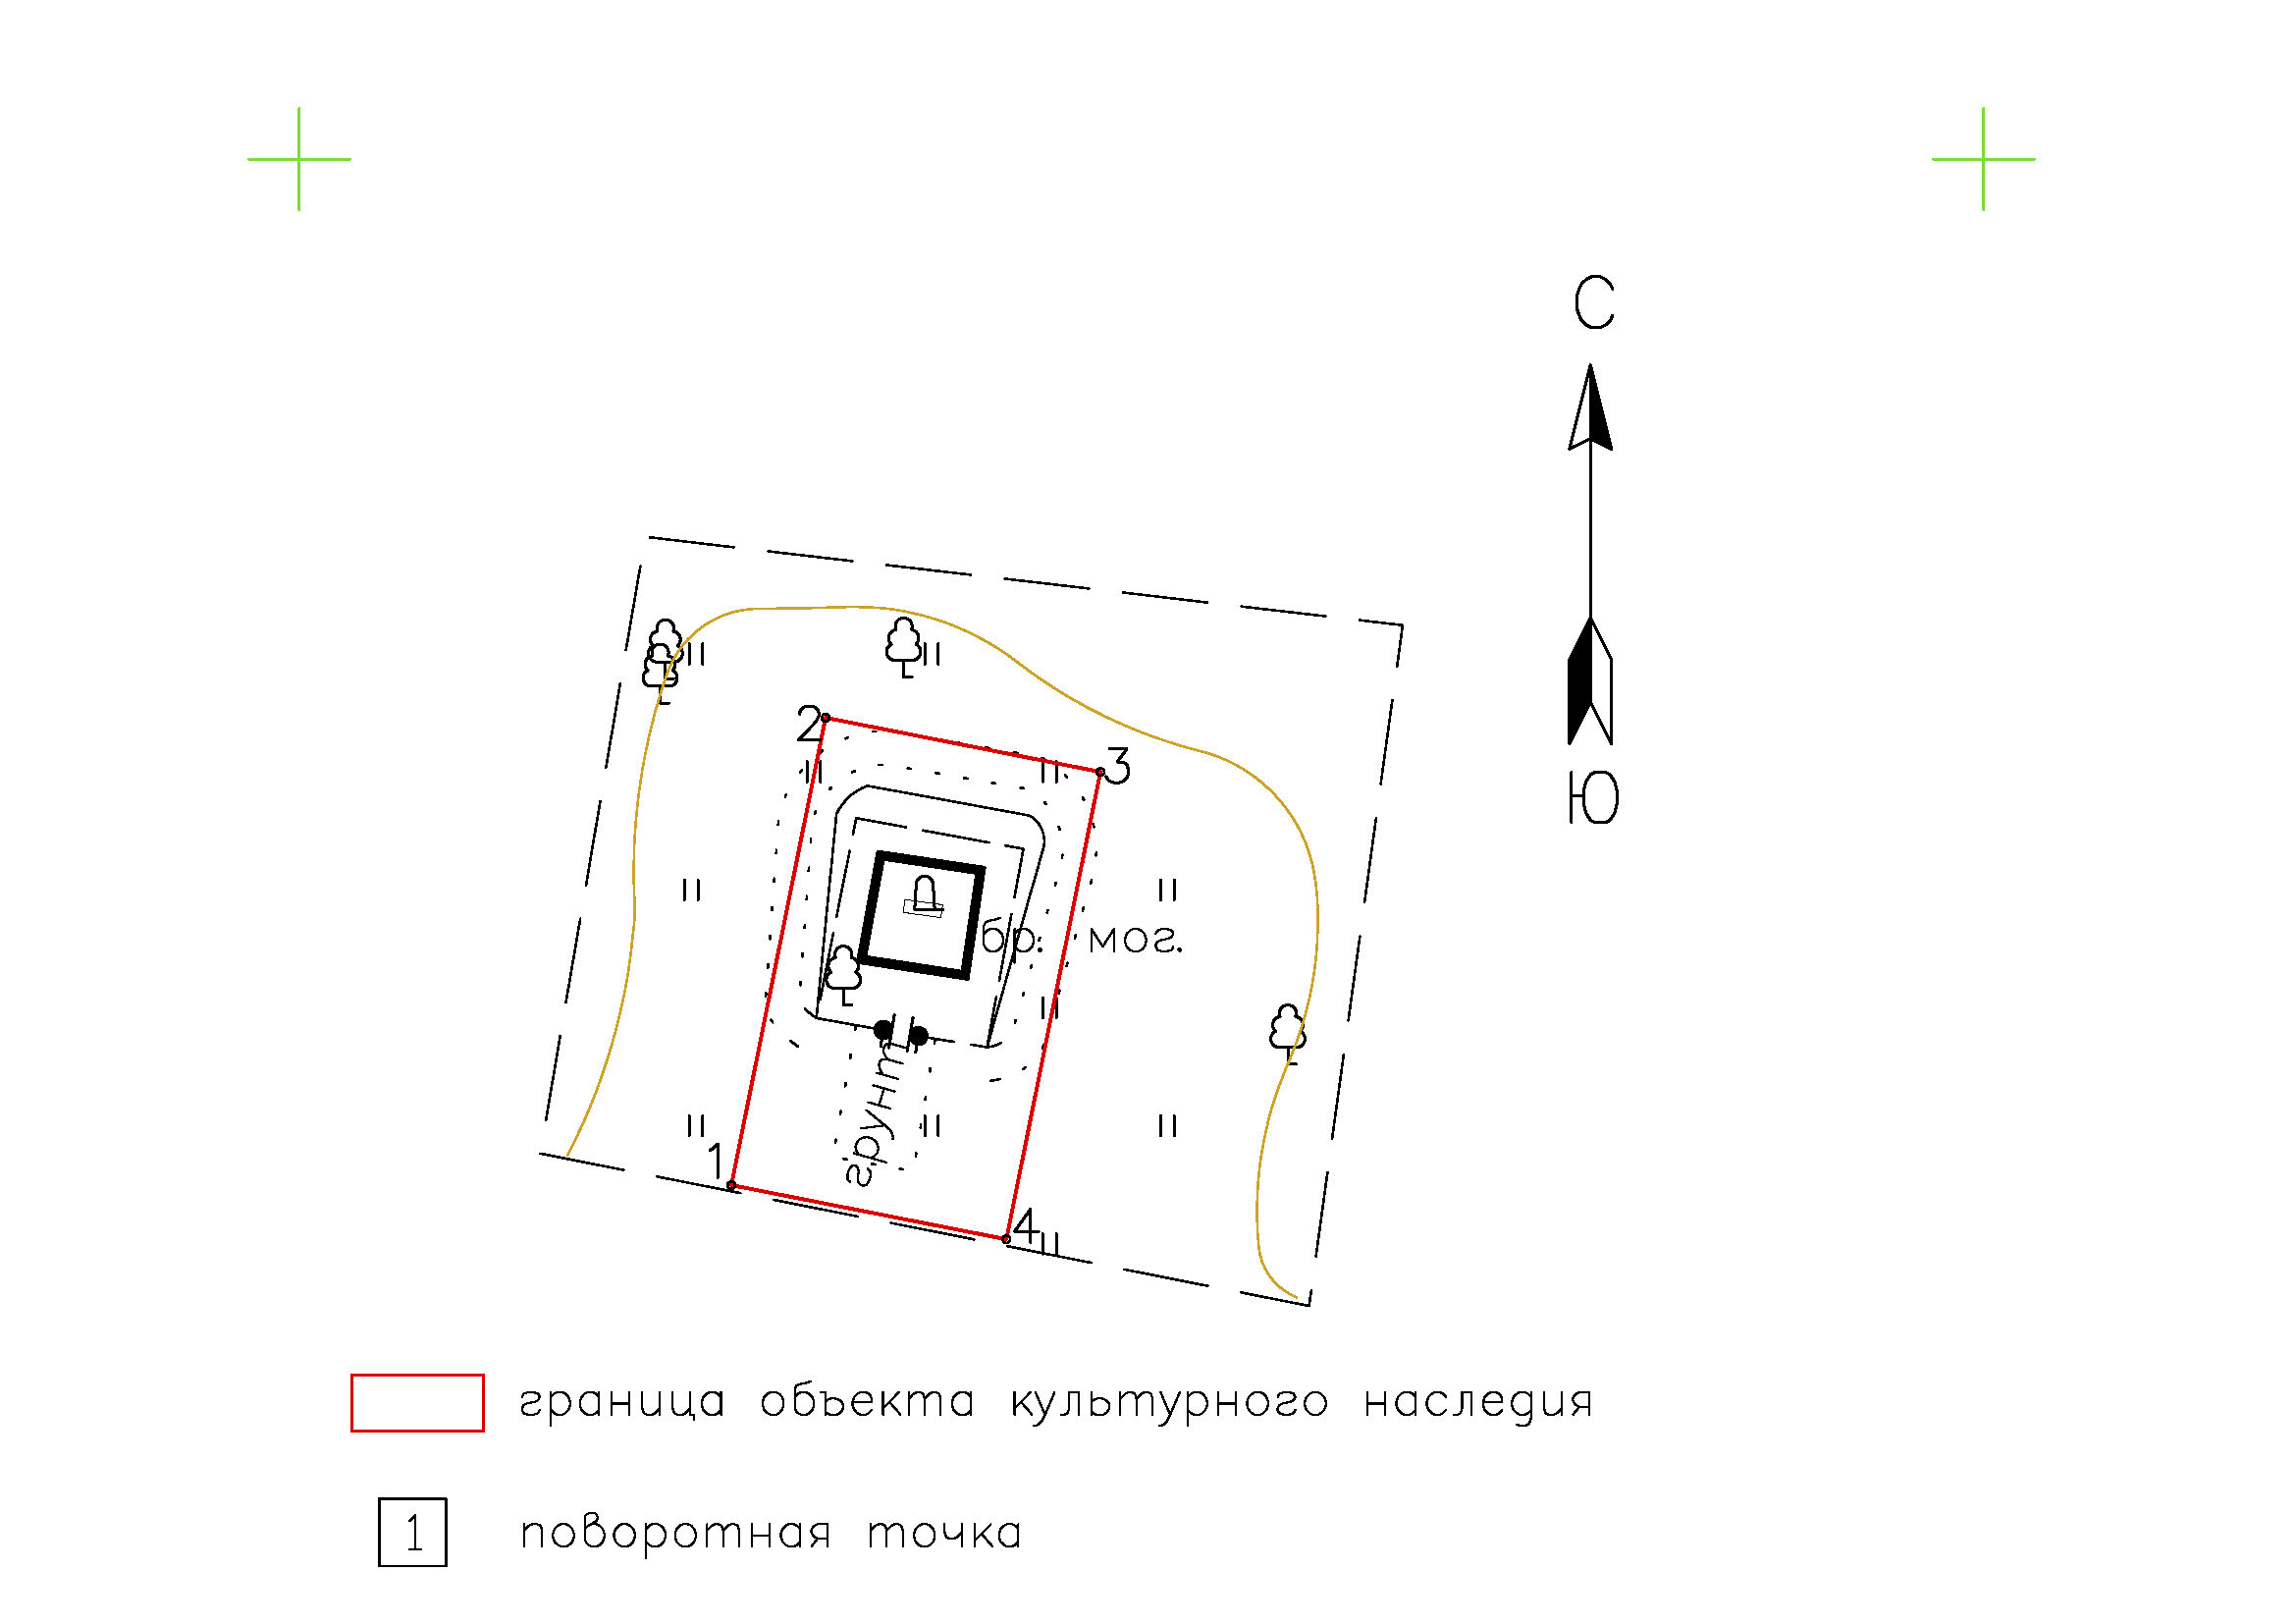 С
2
3
Ю
бр. мог.
грунт
1
4
граница объекта культурного наследия
1 поворотная точка